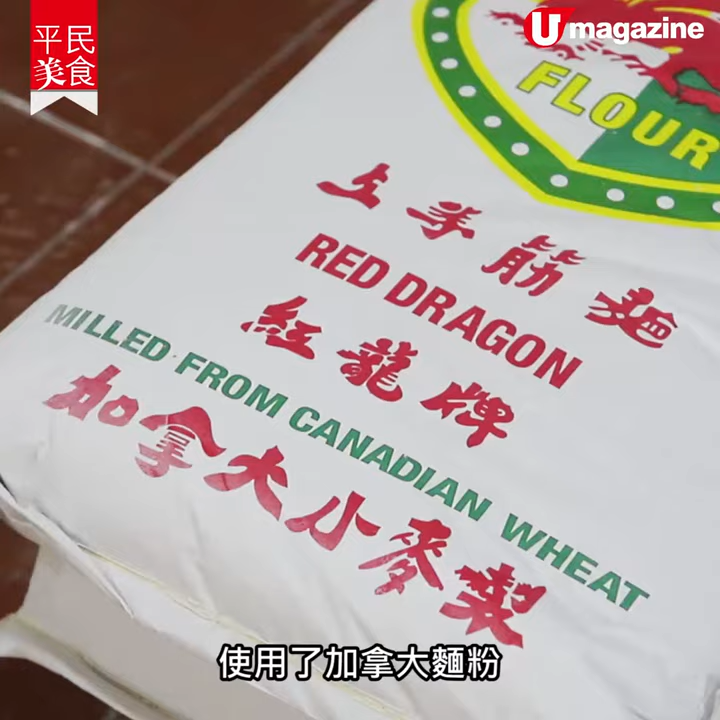 平民
美食
U magazine
FLOUR
上手筋麵
RED DRAGON
紅龍牌
MILLED FROM CANADIAN WHEAT
加拿大小麥製
使用了加拿大麵粉